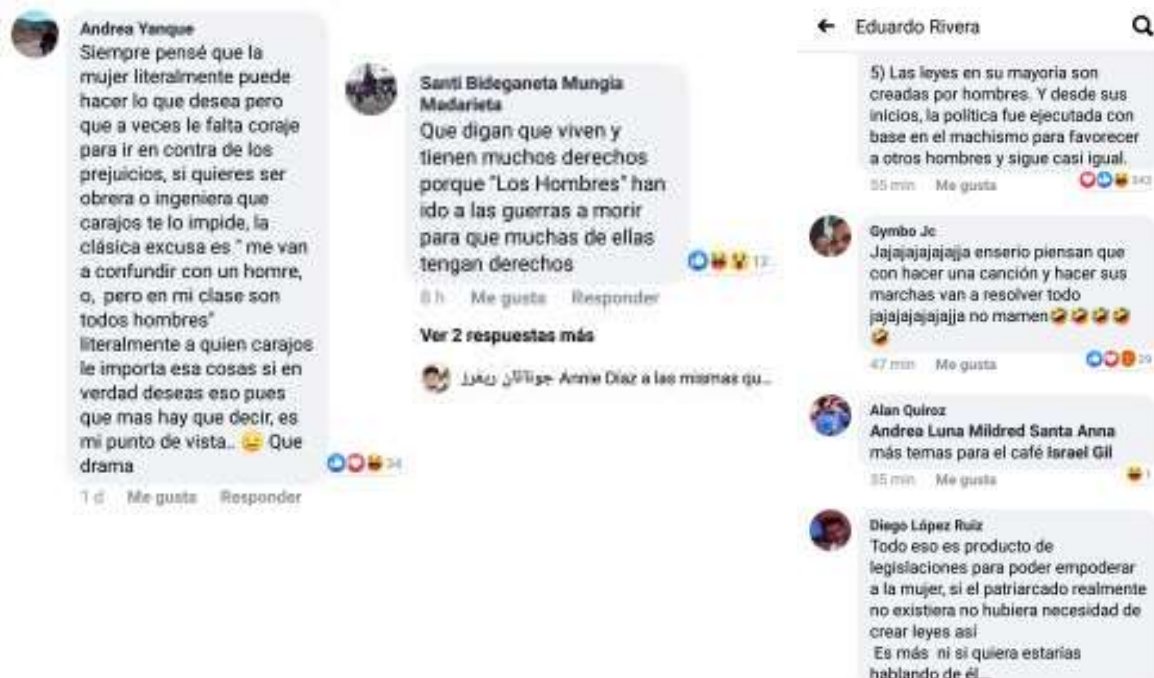 Andrea Yanque
Siempre pensé que la
mujer literalmente puede
hacer lo que desea pero
que a veces le falta coraje
para ir en contra de los
prejuicios, si quieres ser
obrera o ingeniera que
carajos te lo impide, la
clásica excusa es " me van
a confundir con un homre,
o, pero en mi clase son
todos hombres"
literalmente a quien carajos
le importa esa cosas si en
verdad deseas eso pues
que mas hay que decir, es
mi punto de vista.. 😑 Que
drama
34
1 d Me gusta Responder
Santi Bideganeta Mungia
Madarieta
Que digan que viven y
tienen muchos derechos
porque "Los Hombres" han
ido a las guerras a morir
para que muchas de ellas
tengan derechos
8 h Me gusta Responder
Ver 2 respuestas más
Annie Diaz a las mismas qu...
Eduardo Rivera
5) Las leyes en su mayoria son
creadas por hombres. Y desde sus
inicios, la política fue ejecutada con
base en el machismo para favorecer
a otros hombres y sigue casi igual.
55 min Me gusta 343
Gymbo Jc
Jajajajajajajja enserio piensan que
con hacer una canción y hacer sus
marchas van a resolver todo
jajajajajajajja no mamen🤣🤣🤣🤣
🤣
47 min Me gusta 29
Alan Quiroz
Andrea Luna Mildred Santa Anna
más temas para el café Israel Gil
35 min Me gusta 1
Diego López Ruiz
Todo eso es producto de
legislaciones para poder empoderar
a la mujer, si el patriarcado realmente
no existiera no hubiera necesidad de
crear leyes asi
Es más ni si quiera estarias
hablando de él...